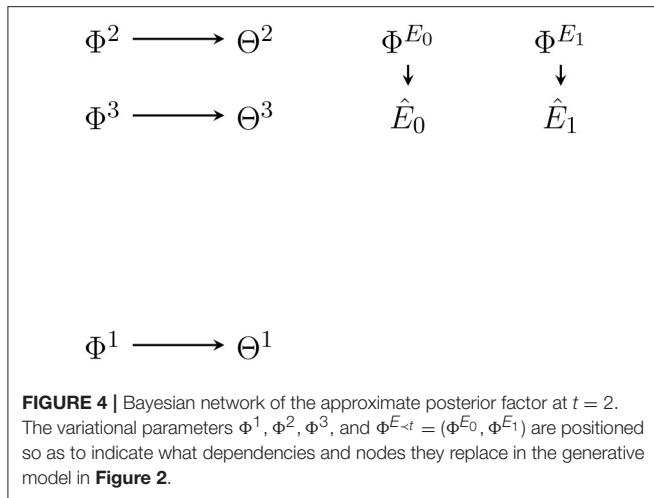 Φ² ⟶ Θ² Φ^{E₀} Φ^{E₁}
Φ³ ⟶ Θ³ Ê₀ Ê₁
Φ¹ ⟶ Θ¹
FIGURE 4 | Bayesian network of the approximate posterior factor at t = 2.
The variational parameters Φ¹, Φ², Φ³, and Φ^{E_{≺t}} = (Φ^{E₀}, Φ^{E₁}) are positioned
so as to indicate what dependencies and nodes they replace in the generative
model in Figure 2.